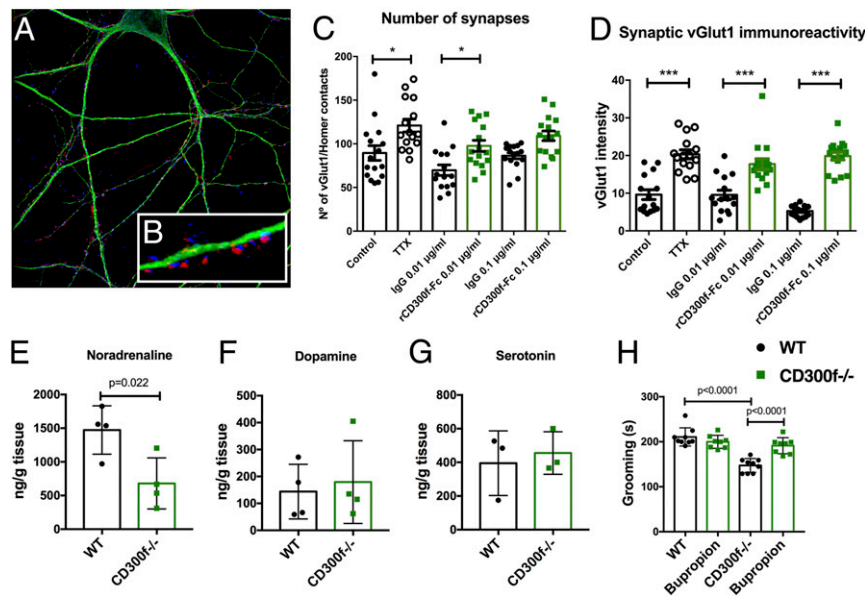 A
B
C
Number of synapses
Nº of vGlut1/Homer contacts
200
150
100
50
0
*
*
Control
TTX
IgG 0.01 µg/ml
rCD300f-Fc 0.01 µg/ml
IgG 0.1 µg/ml
rCD300f-Fc 0.1 µg/ml
D
Synaptic vGlut1 immunoreactivity
vGlut1 intensity
40
30
20
10
0
***
***
***
Control
TTX
IgG 0.01 µg/ml
rCD300f-Fc 0.01 µg/ml
IgG 0.1 µg/ml
rCD300f-Fc 0.1 µg/ml
E
Noradrenaline
p=0.022
ng/g tissue
2000
1500
1000
500
0
WT
CD300f-/-
F
Dopamine
ng/g tissue
500
400
300
200
100
0
WT
CD300f-/-
G
Serotonin
ng/g tissue
800
600
400
200
0
WT
CD300f-/-
H
WT
CD300f-/-
p<0.0001
p<0.0001
Grooming (s)
300
200
100
0
WT
Bupropion
CD300f-/-
Bupropion